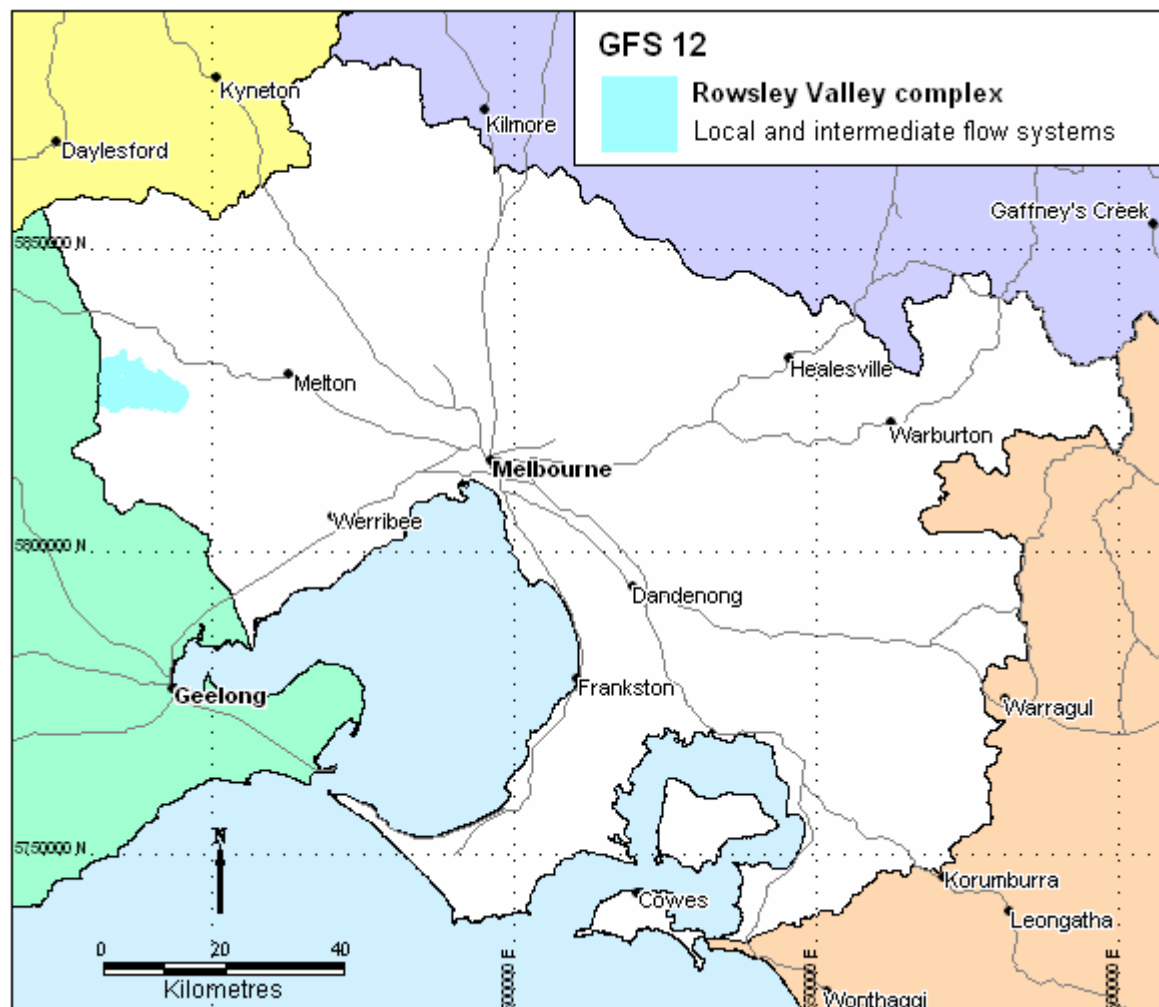 GFS 12
Rowsley Valley complex
Local and intermediate flow systems
Kyneton
Kilmore
Daylesford
Gaffney's Creek
5850000 N
Healesville
Melton
Warburton
Melbourne
Werribee
5800000 N
Dandenong
Geelong
Frankston
Warragul
N
5750000 N
Korumburra
Cowes
Leongatha
0 20 40
Kilometres
Wonthaggi